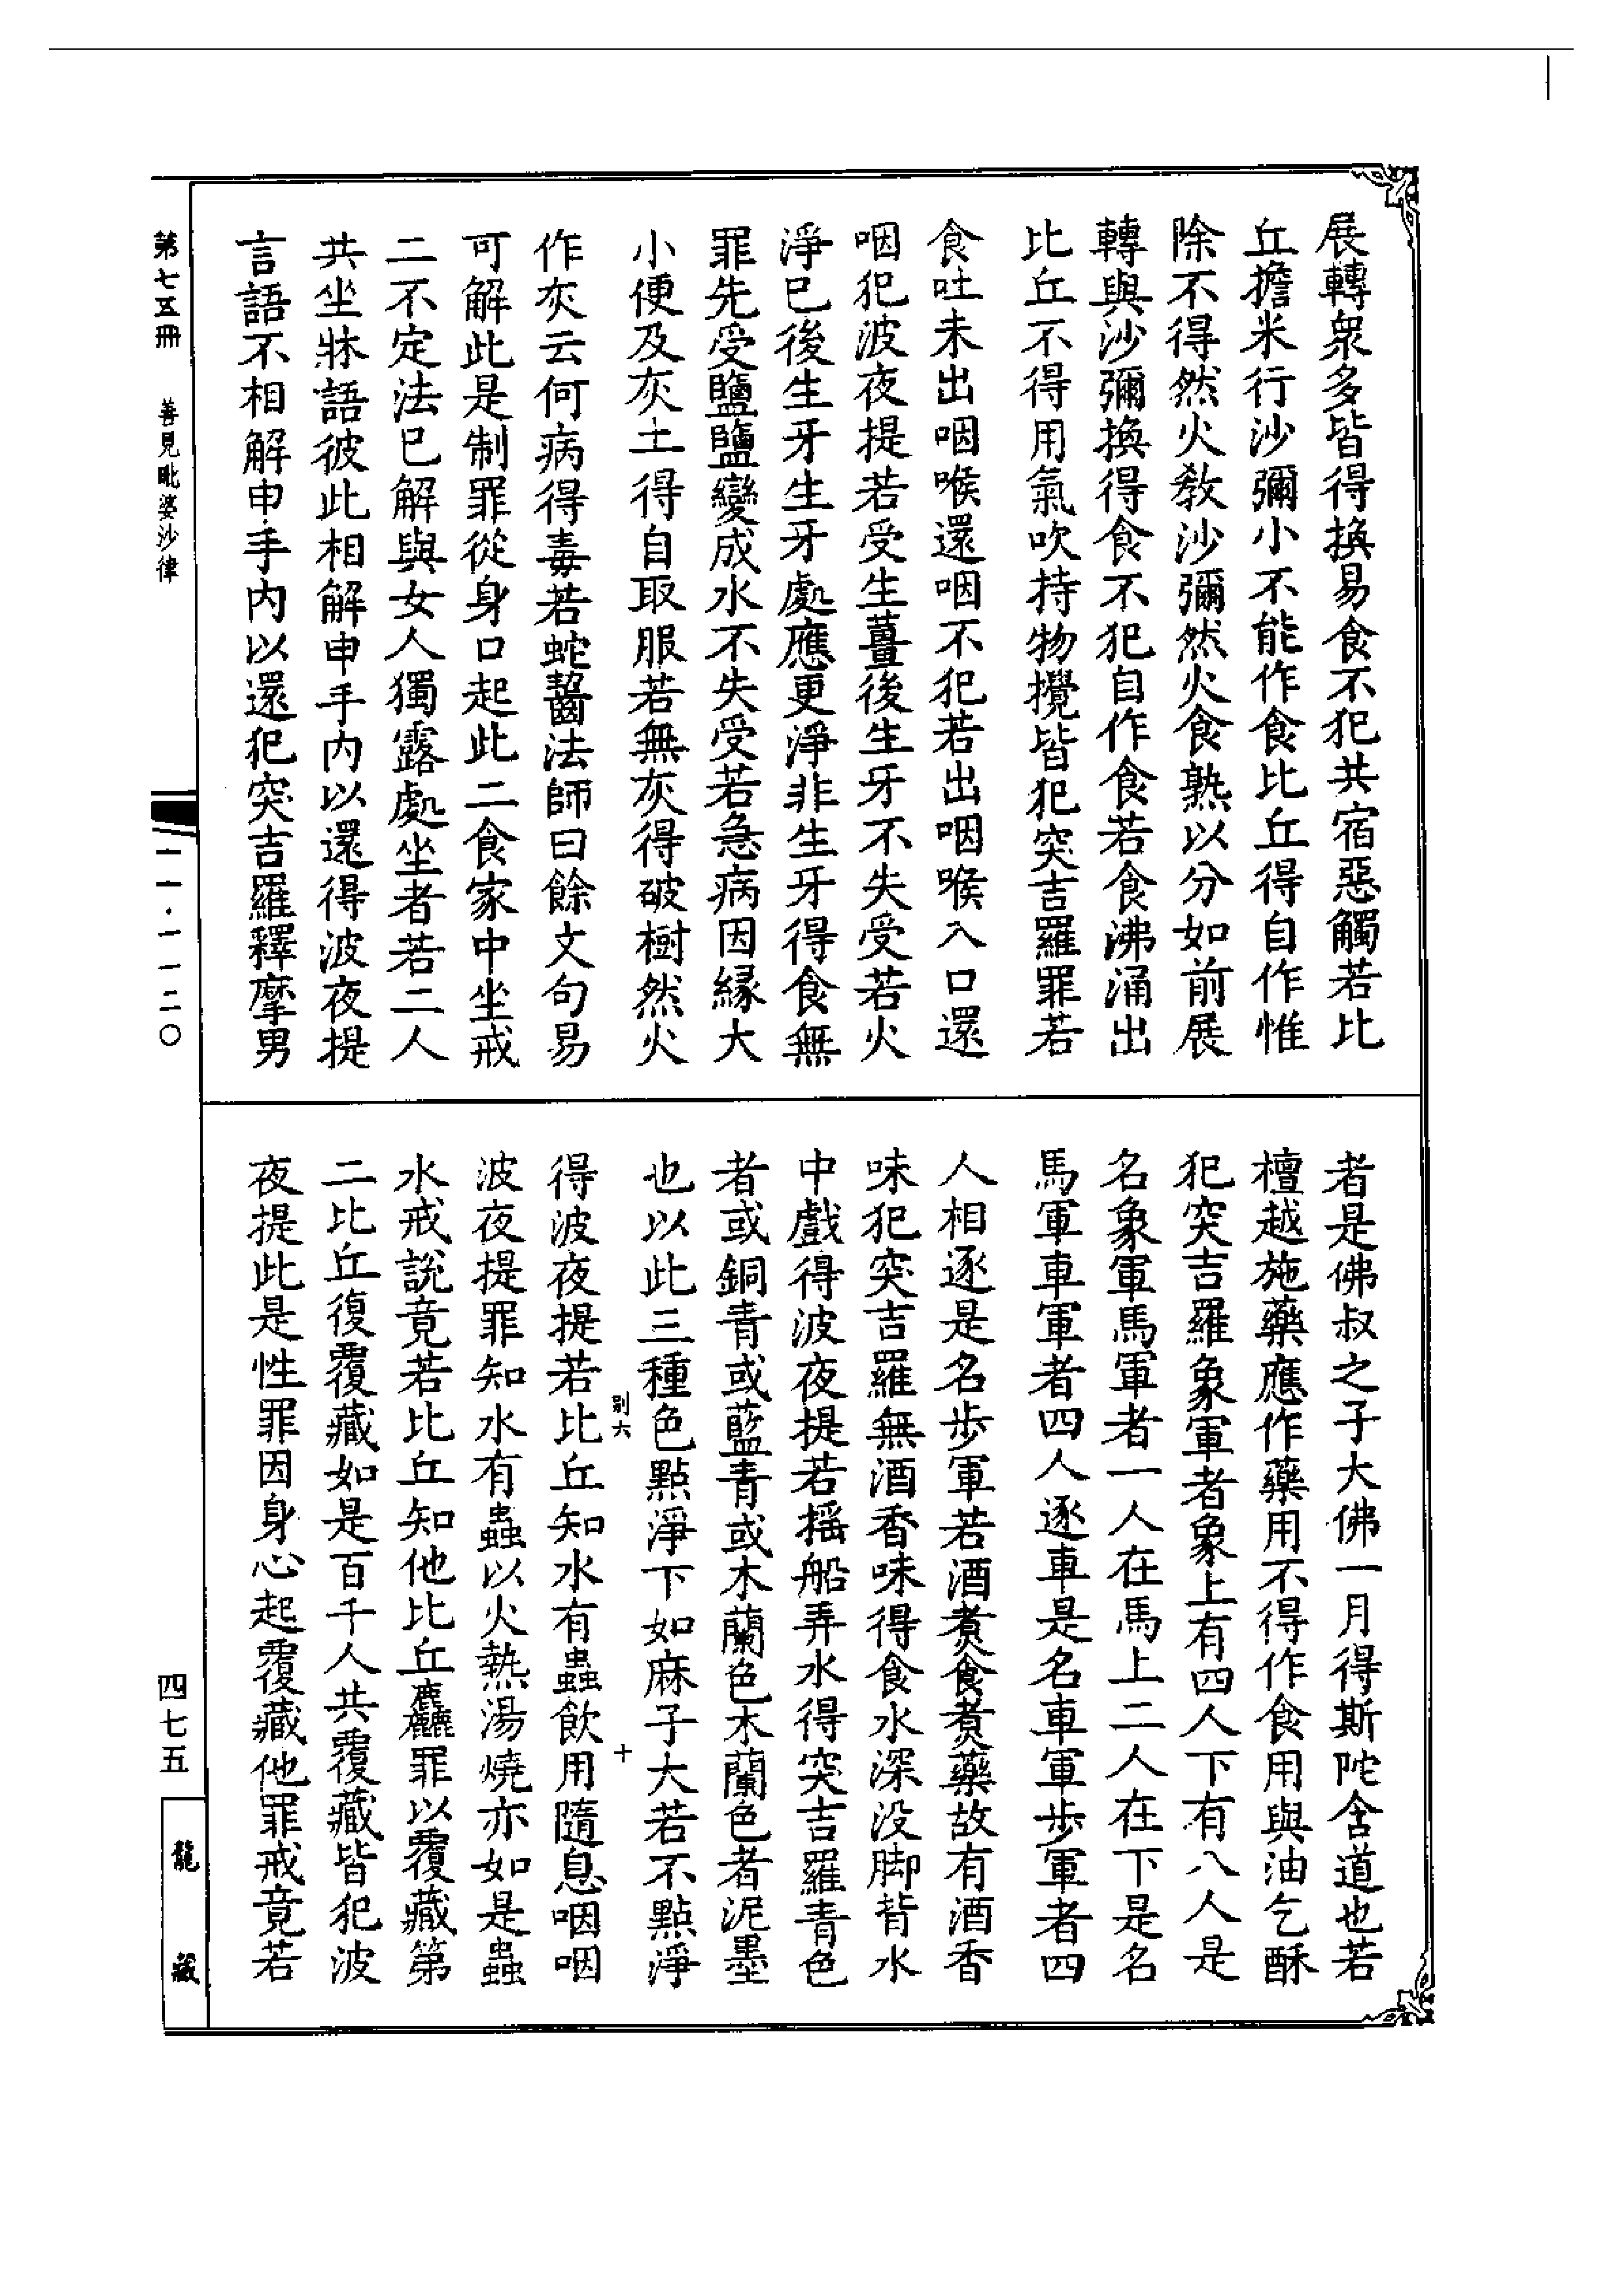 展轉衆多皆得換易食不犯共宿惡觸若比
丘擔米行沙彌小不能作食比丘得自作惟
除不得然火教沙彌然火食熟以分如前展
轉與沙彌換得食不犯自作食若食沸涌出
比丘不得用氣吹持物攪皆犯突吉羅罪若
食吐未出咽喉還咽不犯若出咽喉入口還
咽犯波夜提若受生薑後生牙不失受若火
淨已後生牙生牙處應更淨非生牙得食無
罪先受鹽鹽變成水不失受若急病因緣大
小便及灰土得自取服若無灰得破樹然火
作灰云何病得毒若蛇齧法師曰餘文句易
可解此是制罪從身口起此二食家中坐戒
二不定法已解與女人獨露處坐者若二人
共坐牀語彼此相解申手內以還得波夜提
言語不相解申手內以還犯突吉羅釋摩男
者是佛叔之子大佛一月得斯陀含道也若
檀越施藥應作藥用不得作食用與油乞酥
犯突吉羅象軍者象上有四人下有八人是
名象軍馬軍者一人在馬上二人在下是名
馬軍車軍者四人逐車是名車軍步軍者四
人相逐是名步軍若酒煮食煮藥故有酒香
味犯突吉羅無酒香味得食水深没脚背水
中戲得波夜提若搖船弄水得突吉羅青色
者或銅青或藍青或木蘭色木蘭色者泥墨
也以此三種色點淨下如麻子大若不點淨
別六
十
得波夜提若比丘知水有蟲飲用隨息咽咽
波夜提罪知水有蟲以火熱湯燒亦如是蟲
水戒說竟若比丘知他比丘麤罪以覆藏第
二比丘復覆藏如是百千人共覆藏皆犯波
夜提此是性罪因身心起覆藏他罪戒竟若
第七五冊
善見毗婆沙律
一一·一一二〇
四七五
龍藏